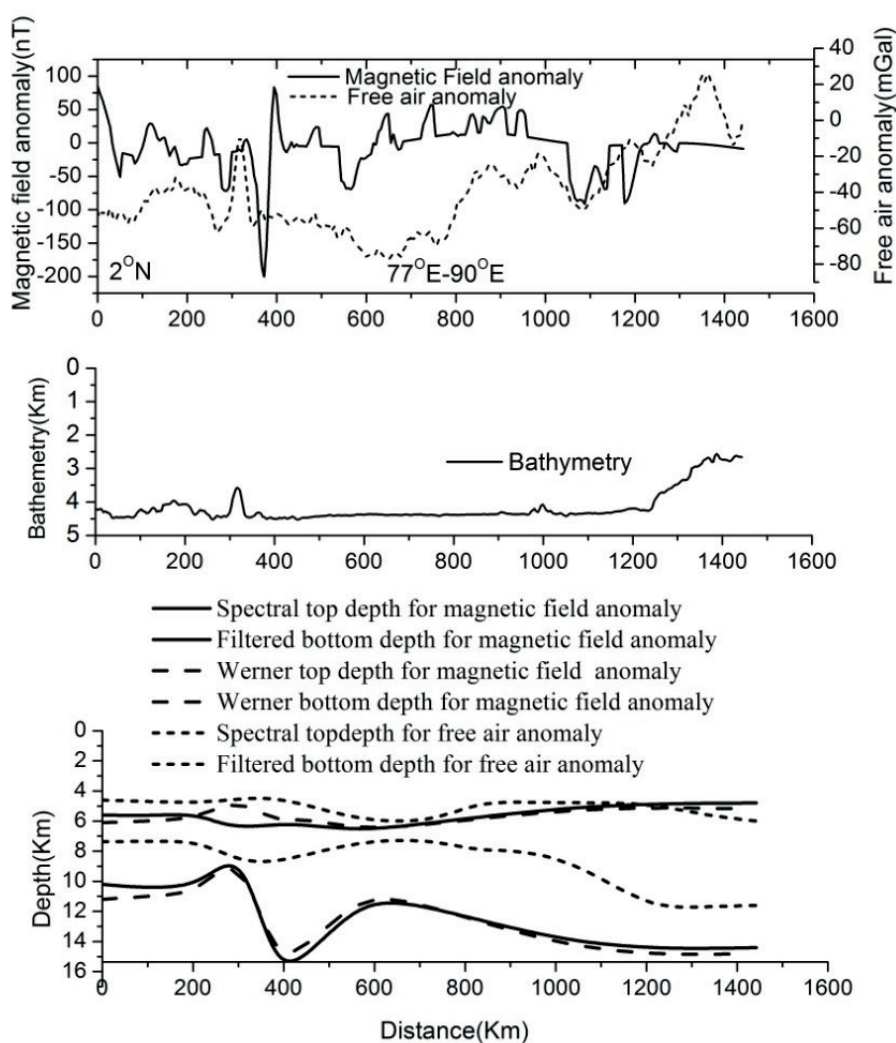 Magnetic field anomaly(nT)
100
50
0
-50
-100
-150
-200
Magnetic Field anomaly
Free air anomaly
2ON
77OE-90OE
40
20
0
-20
-40
-60
-80
Free air anomaly(mGal)
0 200 400 600 800 1000 1200 1400 1600
Bathemetry(Km)
0
1
2
3
4
5
Bathymetry
0 200 400 600 800 1000 1200 1400 1600
Spectral top depth for magnetic field anomaly
Filtered bottom depth for magnetic field anomaly
Werner top depth for magnetic field anomaly
Werner bottom depth for magnetic field anomaly
Spectral topdepth for free air anomaly
Filtered bottom depth for free air anomaly
Depth(Km)
0
2
4
6
8
10
12
14
16
0 200 400 600 800 1000 1200 1400 1600
Distance(Km)